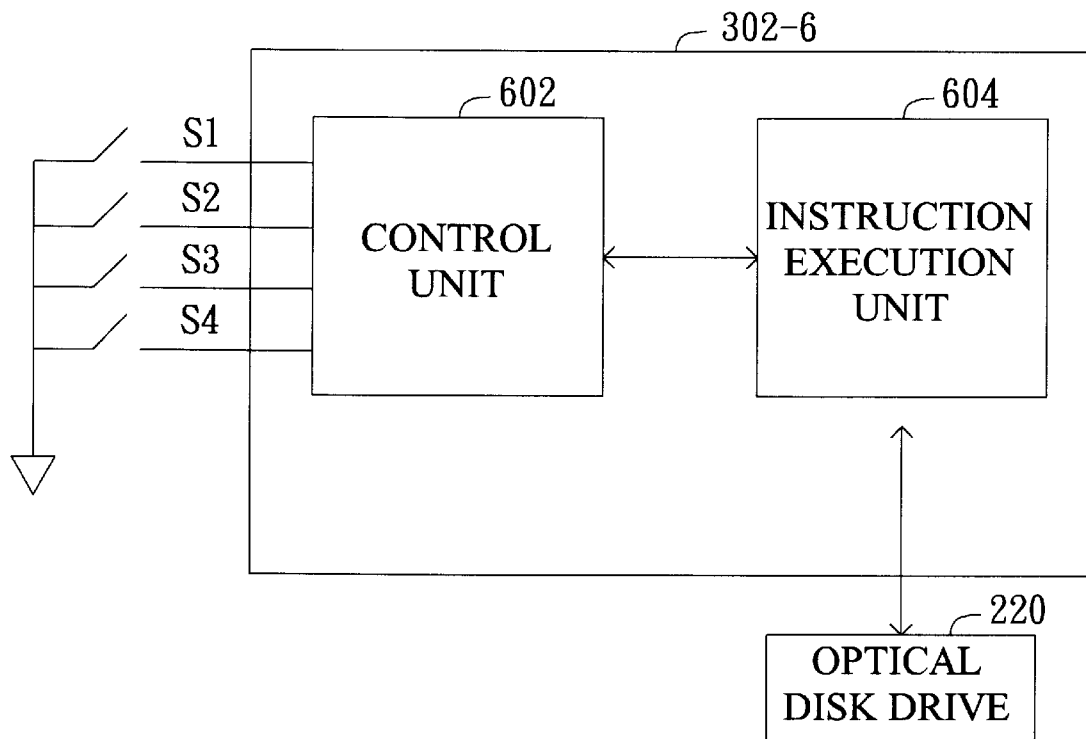 302-6
602
604
S1
S2
S3
S4
CONTROL
UNIT
INSTRUCTION
EXECUTION
UNIT
220
OPTICAL
DISK DRIVE